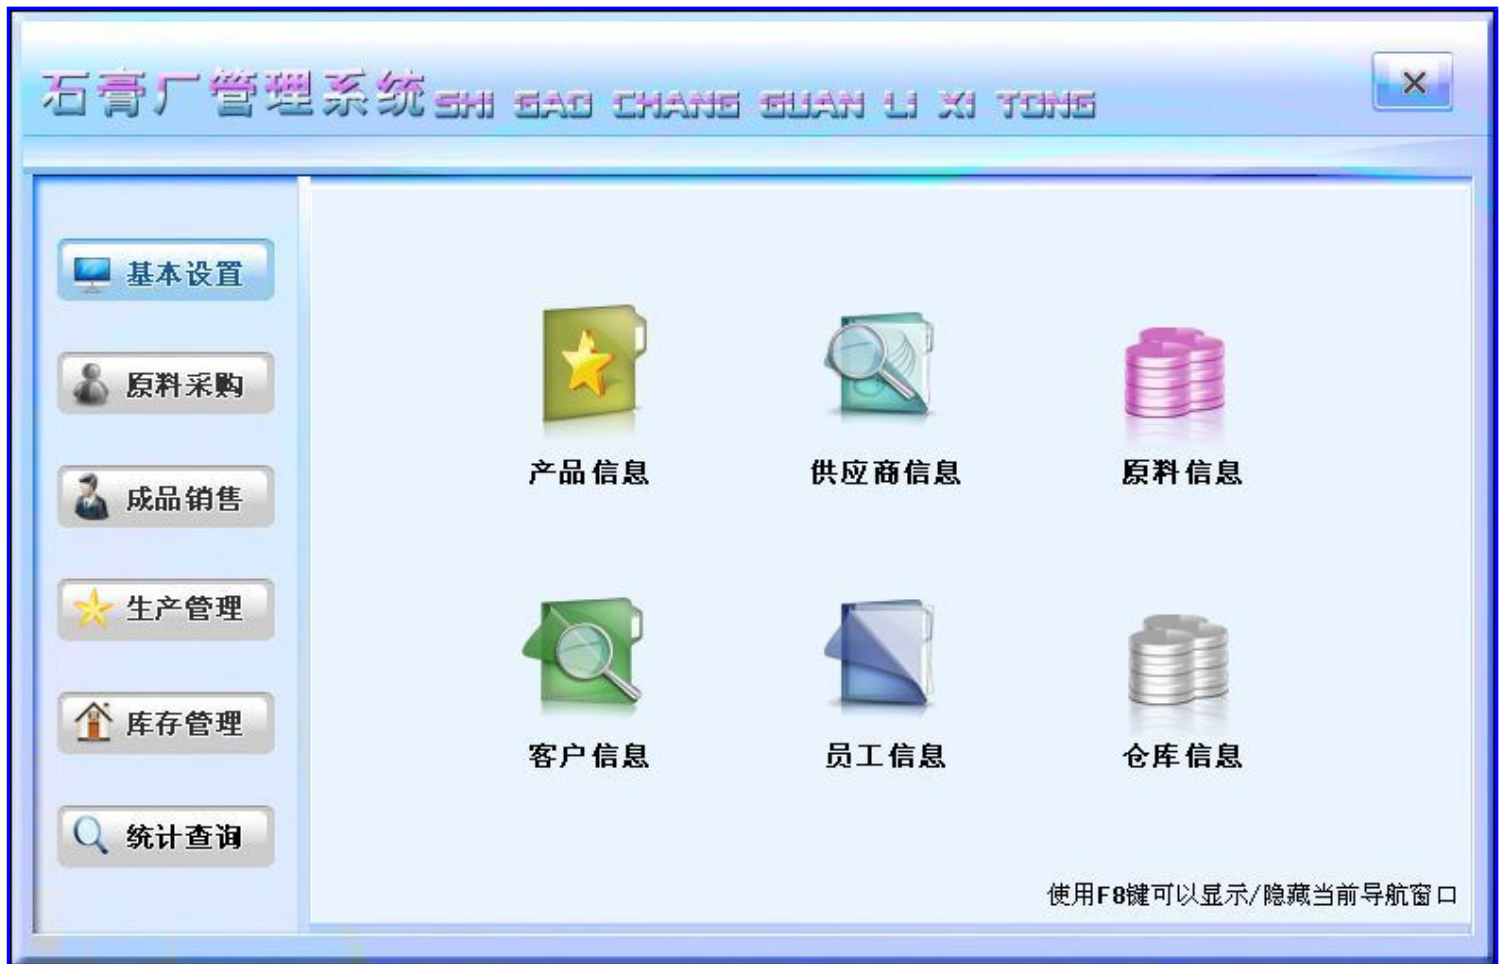 石膏厂管理系统 SHI GAO CHANG GUAN LI XI TONG
基本设置
原料采购
成品销售
生产管理
库存管理
统计查询
产品信息 供应商信息 原料信息
客户信息 员工信息 仓库信息
使用F8键可以显示/隐藏当前导航窗口